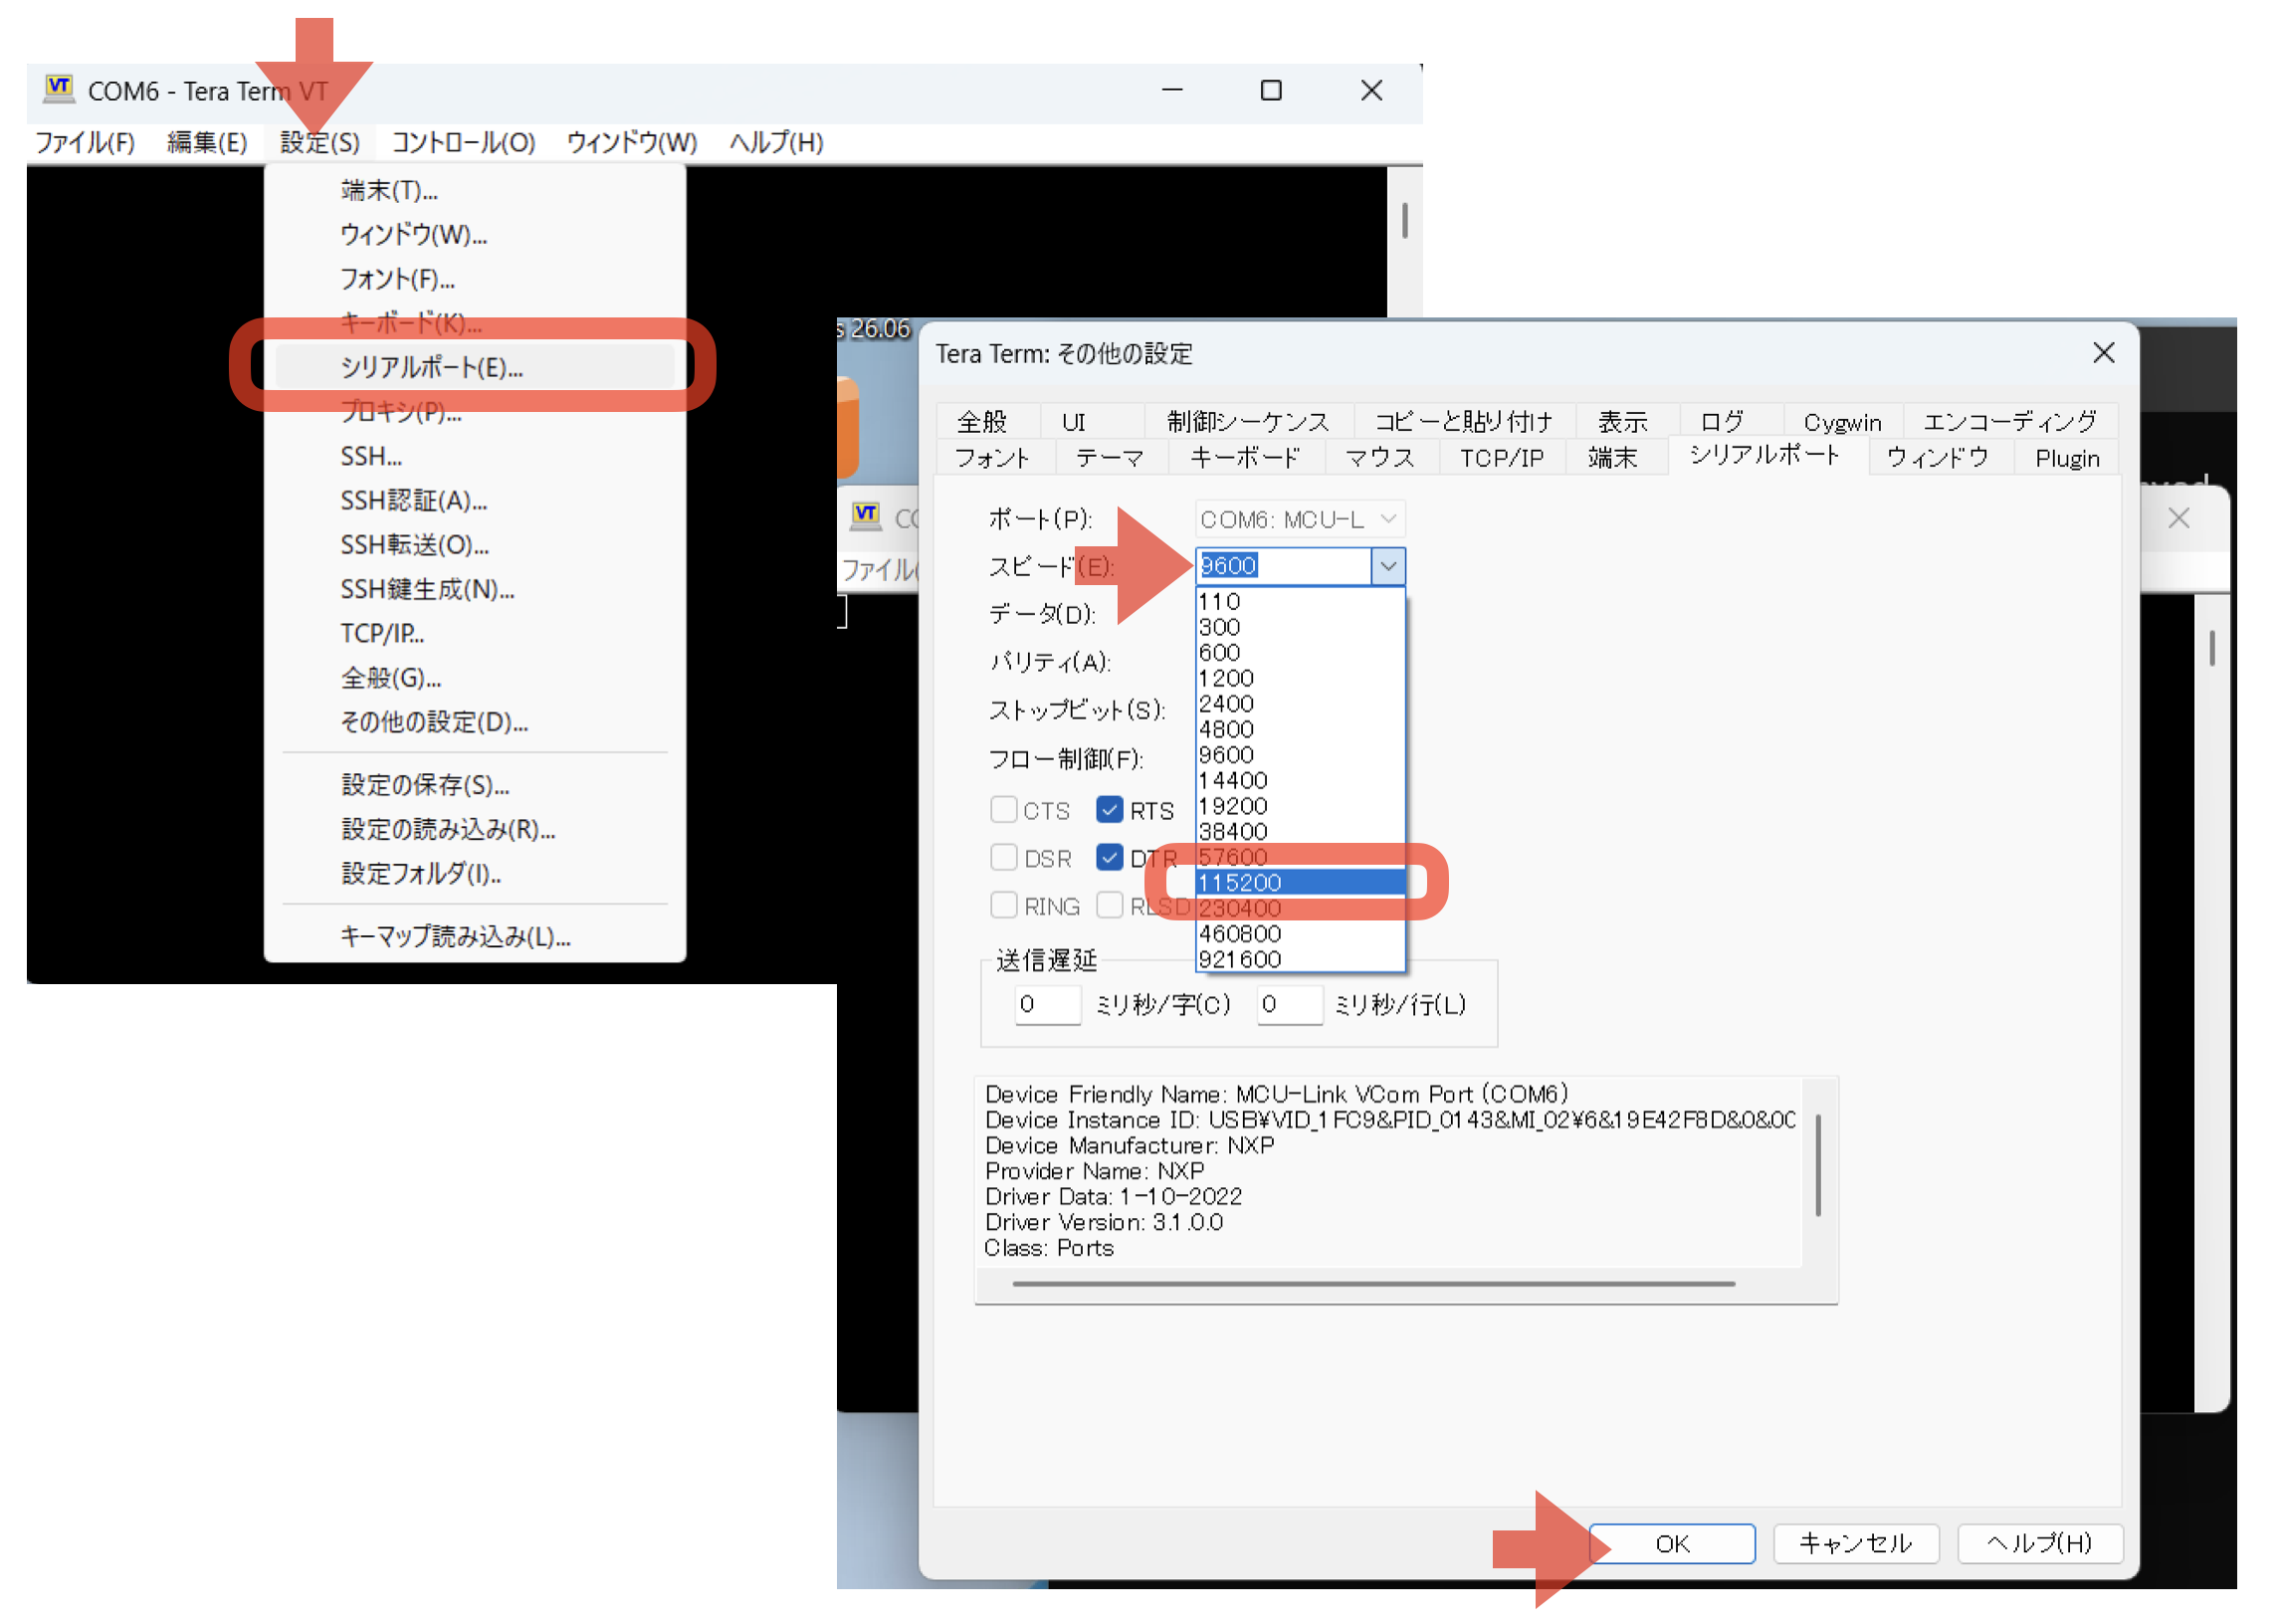 COM6 - Tera Term VT
ファイル(F) 編集(E) 設定(S) コントロール(O) ウィンドウ(W) ヘルプ(H)
端末(T)...
ウィンドウ(W)...
フォント(F)...
キーボード(K)...
シリアルポート(E)...
プロキシ(P)...
SSH...
SSH認証(A)...
SSH転送(O)...
SSH鍵生成(N)...
TCP/IP...
全般(G)...
その他の設定(D)...
設定の保存(S)...
設定の読み込み(R)...
設定フォルダ(I)..
キーマップ読み込み(L)...
s 26.06
Tera Term: その他の設定
全般 UI 制御シーケンス コピーと貼り付け 表示 ログ Cygwin エンコーディング
フォント テーマ キーボード マウス TCP/IP 端末 シリアルポート ウィンドウ Plugin
VT CO
ファイル(
ポート(P): COM6: MCU-L
スピード(E): 9600
データ(D):
パリティ(A):
ストップビット(S):
フロー制御(F):
110
300
600
1200
2400
4800
9600
14400
19200
38400
57600
115200
230400
460800
921600
CTS RTS
DSR DTR
RING RLSD
送信遅延
0 ミリ秒/字(C) 0 ミリ秒/行(L)
Device Friendly Name: MCU-Link VCom Port (COM6)
Device Instance ID: USB¥VID_1FC9&PID_0143&MI_02¥6&19E42F8D&0&00
Device Manufacturer: NXP
Provider Name: NXP
Driver Data: 1-10-2022
Driver Version: 3.1.0.0
Class: Ports
OK キャンセル ヘルプ(H)